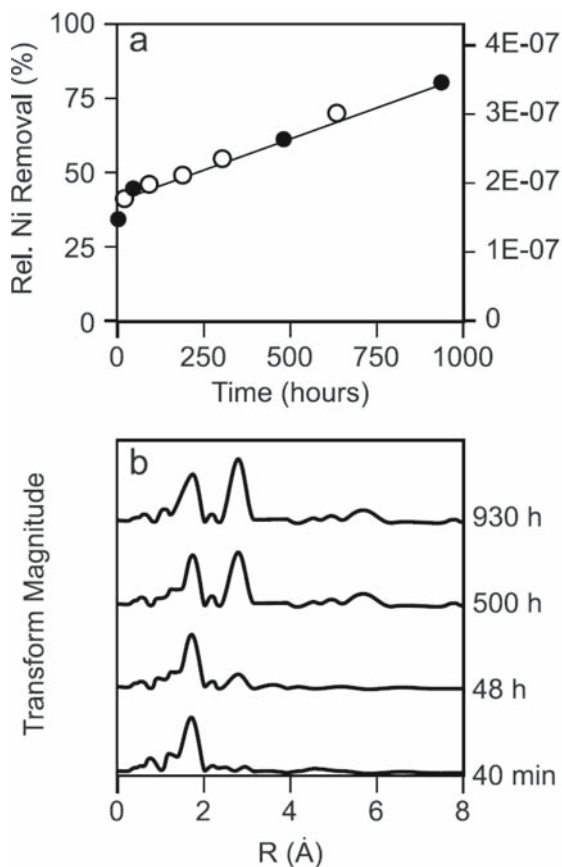 a
100
75
50
25
0
Rel. Ni Removal (%)
4E-07
3E-07
2E-07
1E-07
0
0 250 500 750 1000
Time (hours)
b
Transform Magnitude
930 h
500 h
48 h
40 min
0 2 4 6 8
R (Å)